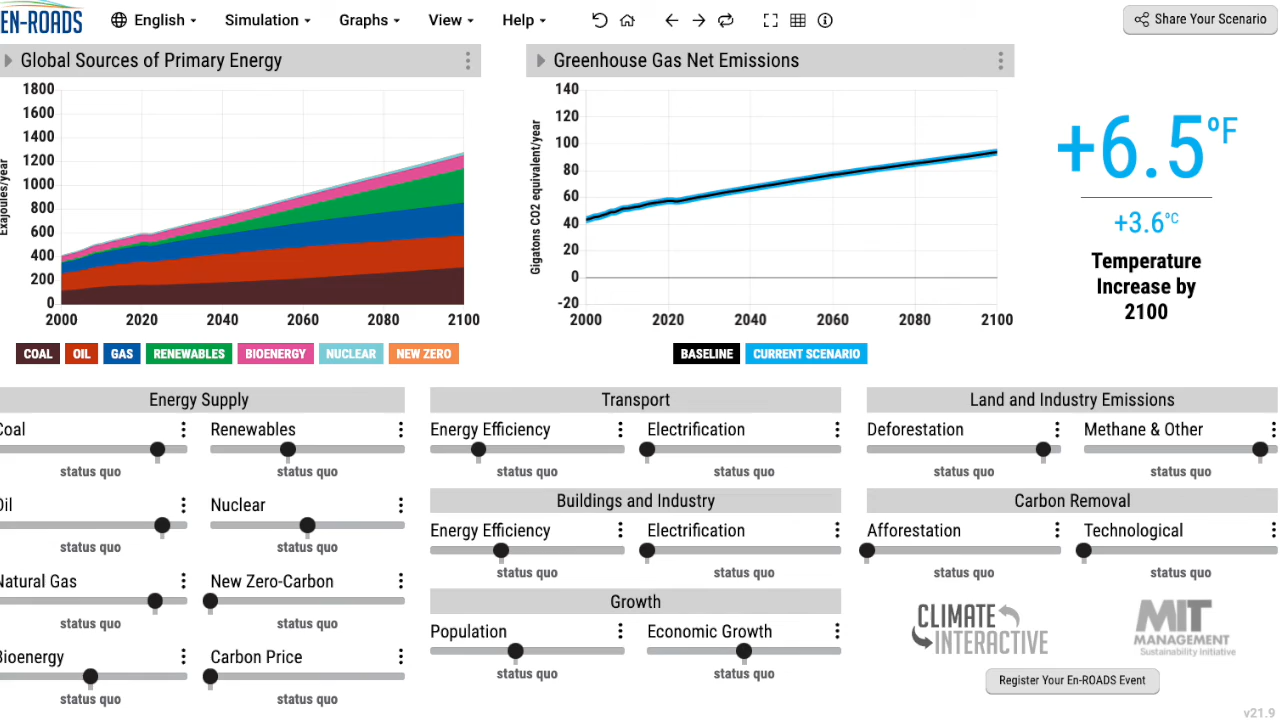 EN-ROADS
English
Simulation
Graphs
View
Help
Share Your Scenario
Global Sources of Primary Energy
Exajoules/year
1800
1600
1400
1200
1000
800
600
400
200
0
2000 2020 2040 2060 2080 2100
COAL OIL GAS RENEWABLES BIOENERGY NUCLEAR NEW ZERO
Greenhouse Gas Net Emissions
Gigatons CO2 equivalent/year
140
120
100
80
60
40
20
0
-20
2000 2020 2040 2060 2080 2100
BASELINE CURRENT SCENARIO
+6.5°F
+3.6°C
Temperature
Increase by
2100
Energy Supply
Coal
status quo
Renewables
status quo
Oil
status quo
Nuclear
status quo
Natural Gas
status quo
New Zero-Carbon
status quo
Bioenergy
status quo
Carbon Price
status quo
Transport
Energy Efficiency
status quo
Electrification
status quo
Buildings and Industry
Energy Efficiency
status quo
Electrification
status quo
Growth
Population
status quo
Economic Growth
status quo
Land and Industry Emissions
Deforestation
status quo
Methane & Other
status quo
Carbon Removal
Afforestation
status quo
Technological
status quo
CLIMATE
INTERACTIVE
MIT
MANAGEMENT
Sustainability Initiative
Register Your En-ROADS Event
v21.9